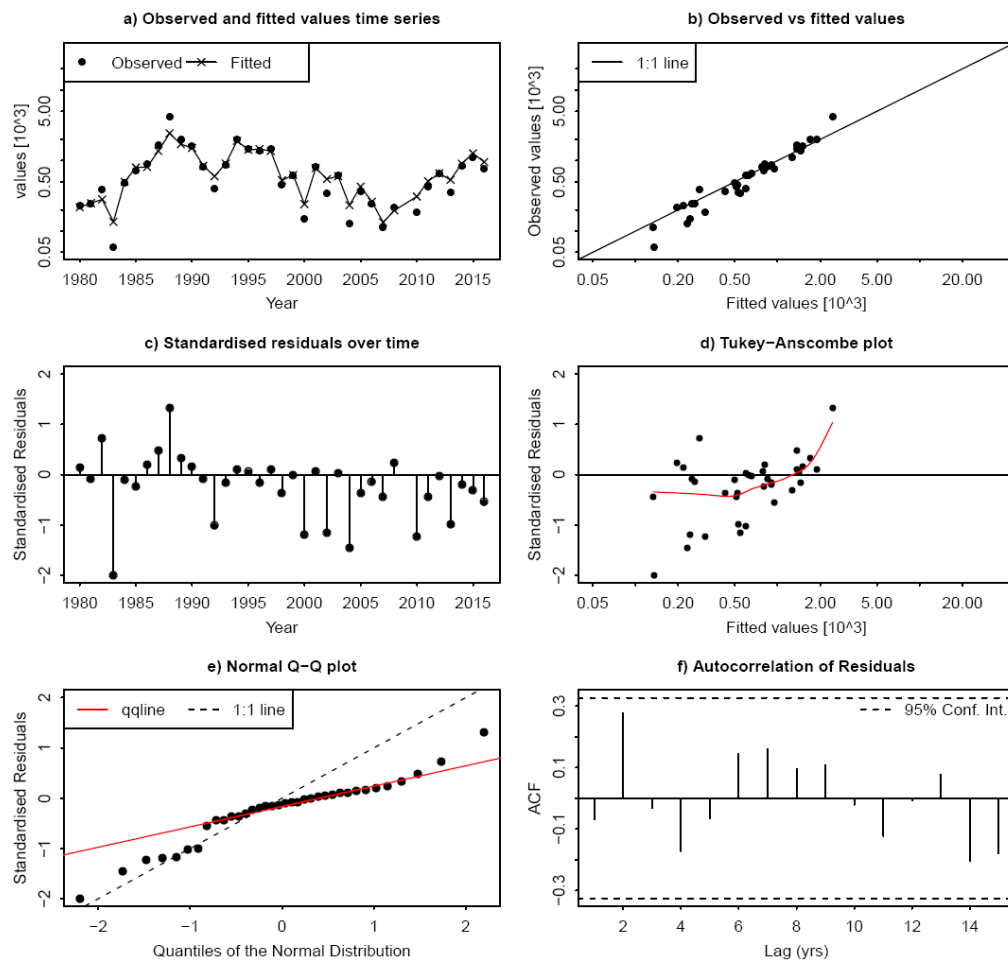 a) Observed and fitted values time series
Observed Fitted
values [10^3]
0.05 0.50 5.00
1980 1985 1990 1995 2000 2005 2010 2015
Year
b) Observed vs fitted values
1:1 line
Observed values [10^3]
0.05 0.50 5.00
0.05 0.20 0.50 2.00 5.00 20.00
Fitted values [10^3]
c) Standardised residuals over time
Standardised Residuals
2
1
0
−1
−2
1980 1985 1990 1995 2000 2005 2010 2015
Year
d) Tukey−Anscombe plot
Standardised Residuals
2
1
0
−1
−2
0.05 0.20 0.50 2.00 5.00 20.00
Fitted values [10^3]
e) Normal Q−Q plot
qqline 1:1 line
Standardised Residuals
2
1
0
−1
−2
−2 −1 0 1 2
Quantiles of the Normal Distribution
f) Autocorrelation of Residuals
95% Conf. Int.
ACF
0.3
0.1
−0.1
−0.3
2 4 6 8 10 12 14
Lag (yrs)